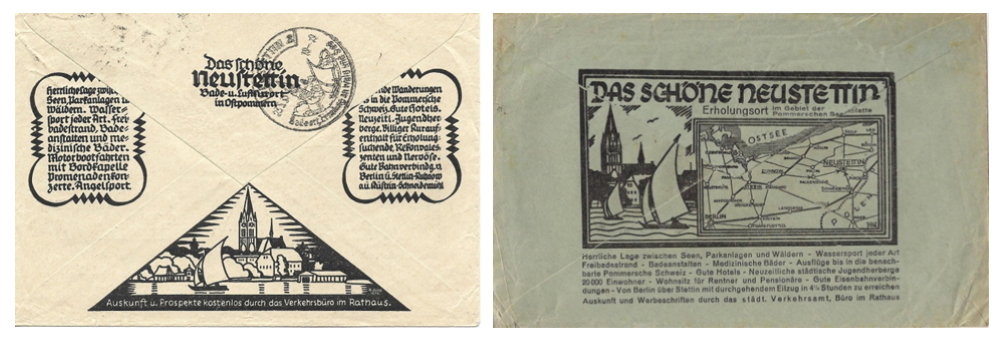 Das schöne
Neustettin
Bade- u. Luftkurort
in Ostpommern
Herrliche Lage zwisch.
Seen, Parkanlagen u.
Wäldern. Wasser-
sport jeder Art. Frei-
badestrand, Bade-
anstalten und me-
dizinische Bäder.
Motorbootfahrten
mit Bordkapelle
Promenadenkon-
zerte. Angelsport.
Wanderungen
in die Pommersche
Schweiz. Gute Hotels.
Neuzeitl. Jugendher-
berge. Billiger Aufent-
halt für Erholung-
suchende, Rekonvales-
zenten und Nervöse.
Gute Bahnverbindg. v.
Berlin ü. Stettin-Ruhnow
a.ü. Küstrin-Schneidemühl
Auskunft u. Prospekte kostenlos durch das Verkehrsbüro im Rathaus.
DAS SCHÖNE NEUSTETTIN
Erholungsort im Gebiet der
Pommerschen
OSTSEE
NEUSTETTIN
BERLIN
POLEN
Herrliche Lage zwischen Seen, Parkanlagen und Wäldern - Wassersport jeder Art
Freibadestrand - Badeanstalten - Medizinische Bäder - Ausflüge bis in die benach-
barte Pommersche Schweiz - Gute Hotels - Neuzeitliche städtische Jugendherberge
20 000 Einwohner - Wohnsitz für Rentner und Pensionäre - Gute Eisenbahnverbin-
dungen - Von Berlin über Stettin mit durchgehendem Eilzug in 4¼ Stunden zu erreichen
Auskunft und Werbeschriften durch das städt. Verkehrsamt, Büro im Rathaus